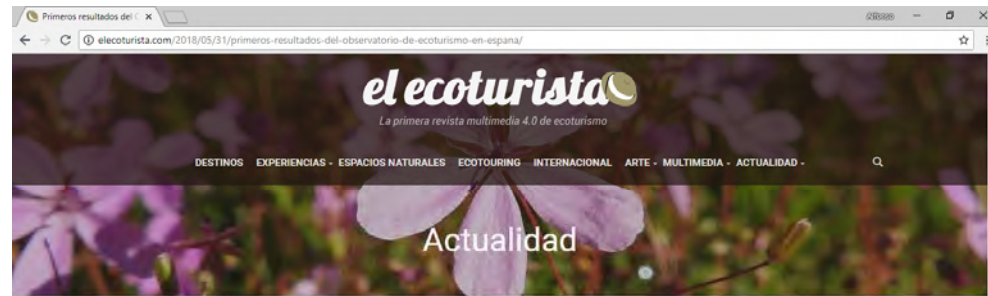 Primeros resultados del
Alfonso
elecoturista.com/2018/05/31/primeros-resultados-del-observatorio-de-ecoturismo-en-espana/
el ecoturista
La primera revista multimedia 4.0 de ecoturismo
DESTINOS EXPERIENCIAS ESPACIOS NATURALES ECOTOURING INTERNACIONAL ARTE MULTIMEDIA ACTUALIDAD
Actualidad